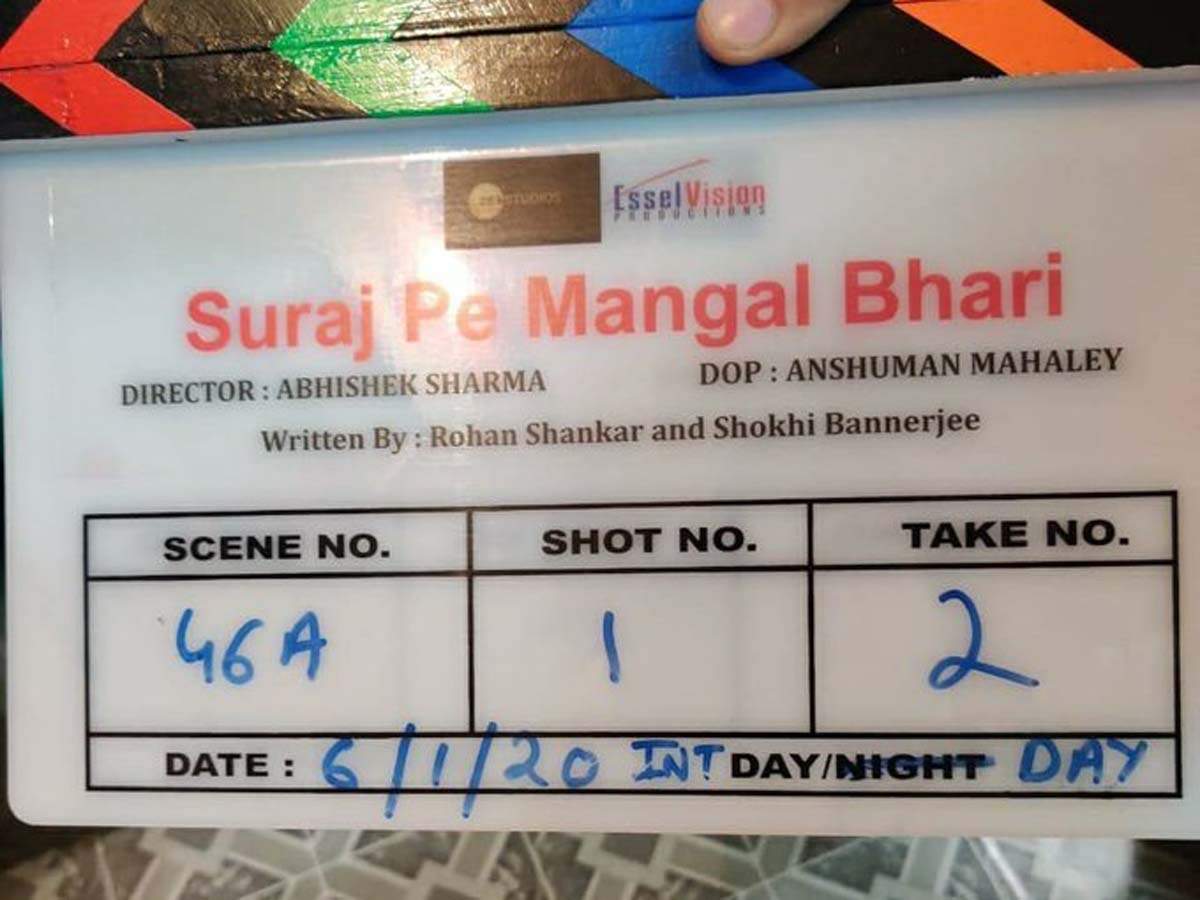 ZEE STUDIOS
EsselVision
PRODUCTIONS
Suraj Pe Mangal Bhari
DIRECTOR : ABHISHEK SHARMA
DOP : ANSHUMAN MAHALEY
Written By : Rohan Shankar and Shokhi Bannerjee
SCENE NO. SHOT NO. TAKE NO.
46A 1 2
DATE : 6/1/20 INT DAY/NIGHT DAY